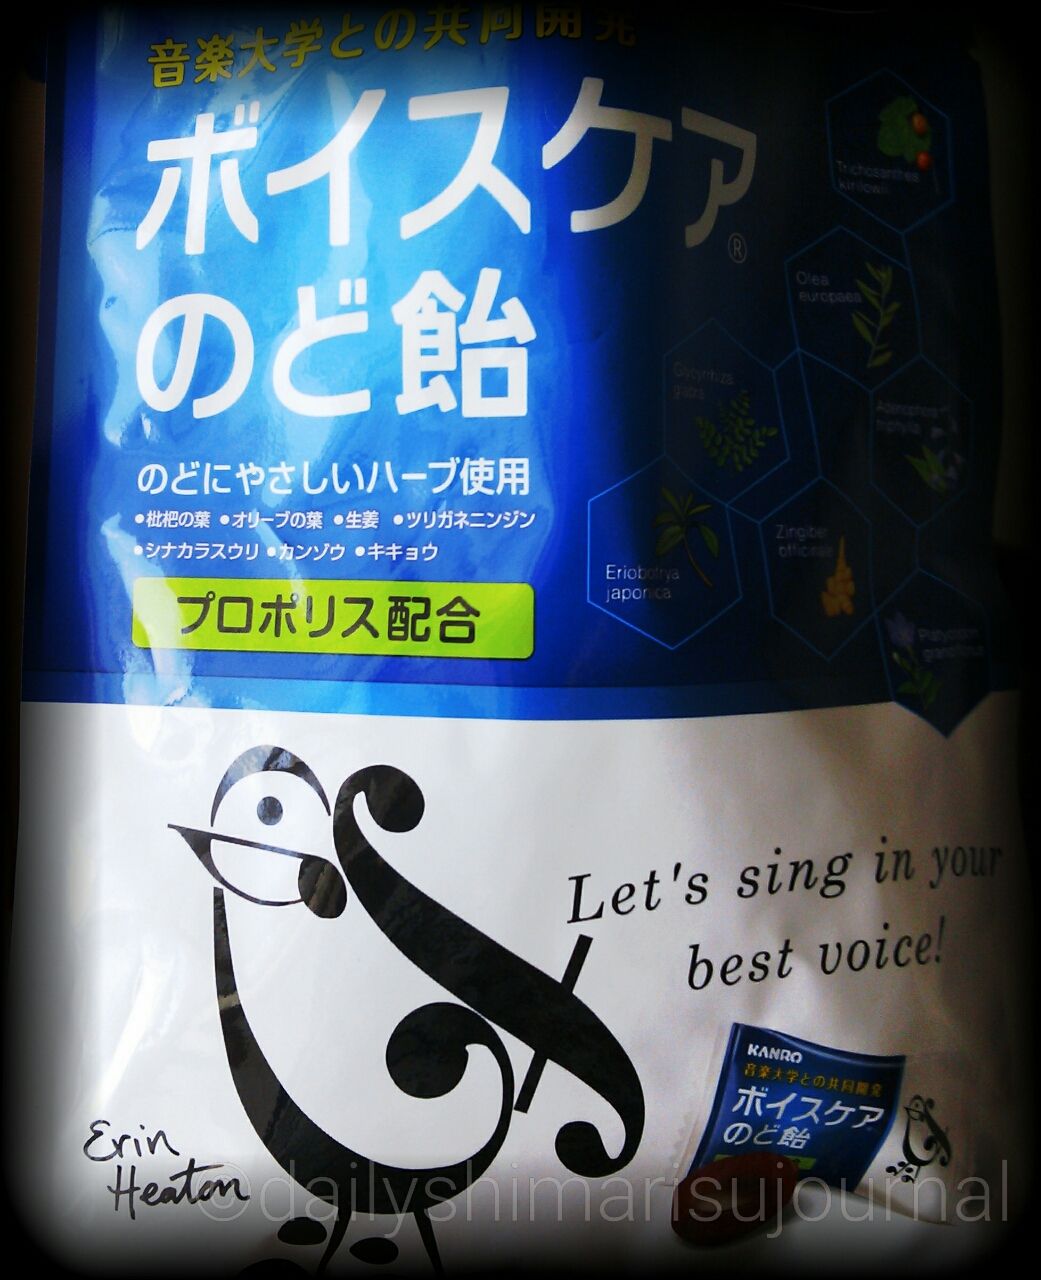 音楽大学との共同開発
ボイスケア®
のど飴
のどにやさしいハーブ使用
●枇杷の葉 ●オリーブの葉 ●生姜 ●ツリガネニンジン
●シナカラスウリ ●カンゾウ ●キキョウ
プロポリス配合
Trichosanthes
kirilowii
Olea
europaea
Glycyrrhiza
gabra
Adenophora
triphylla
Zingiber
officinale
Eriobotrya
japonica
Platycodon
grandiflorus
Let's sing in your
best voice!
KANRO
音楽大学との共同開発
ボイスケア
のど飴
Erin
Heaton
©dailyshimarisujournal